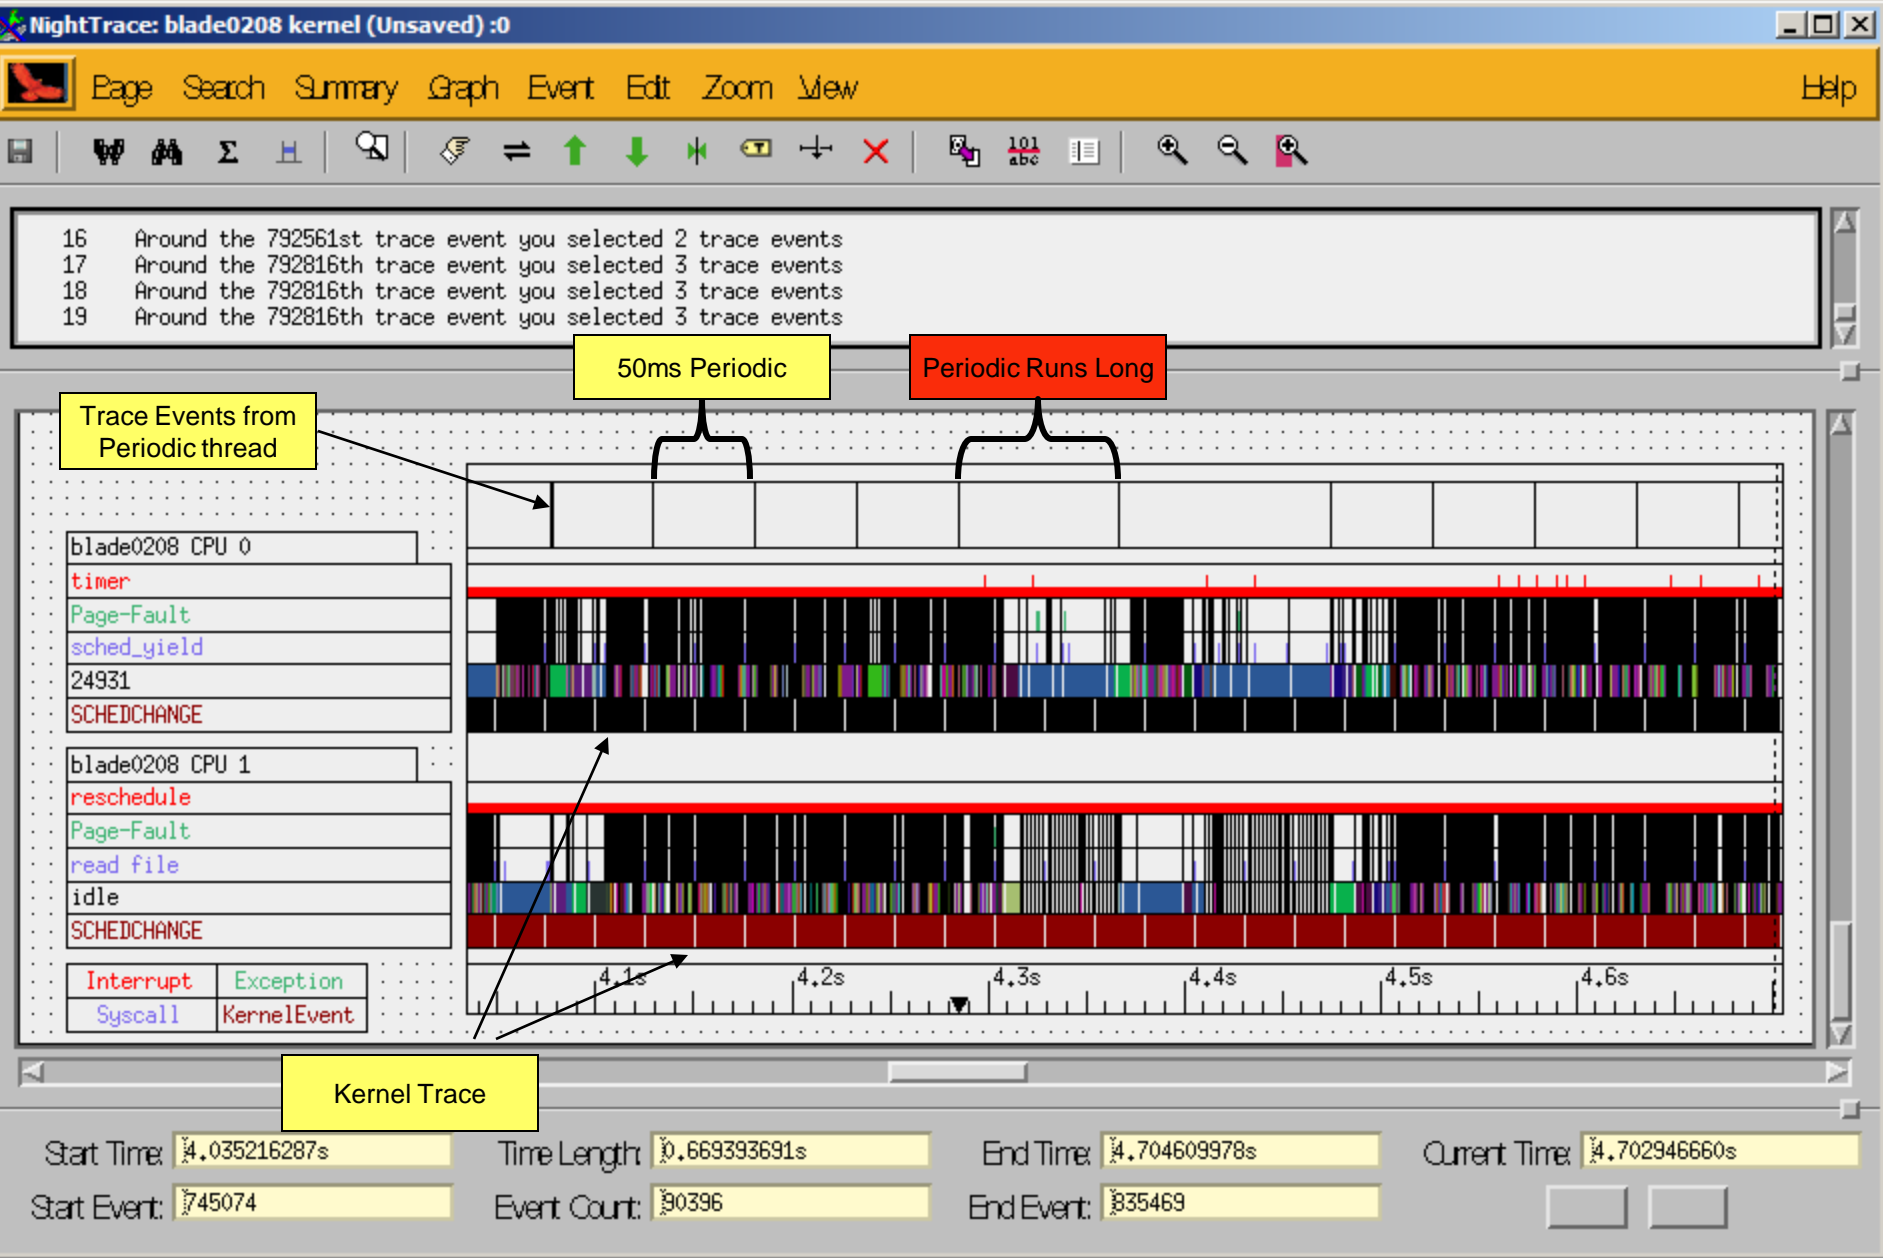 NightTrace: blade0208 kernel (Unsaved) :0
Page Search Summary Graph Event Edit Zoom View Help
Σ T 101 abc
16 Around the 792561st trace event you selected 2 trace events
17 Around the 792816th trace event you selected 3 trace events
18 Around the 792816th trace event you selected 3 trace events
19 Around the 792816th trace event you selected 3 trace events
50ms Periodic
Periodic Runs Long
Trace Events from
Periodic thread
blade0208 CPU 0
timer
Page-Fault
sched_yield
24931
SCHEDCHANGE
blade0208 CPU 1
reschedule
Page-Fault
read file
idle
SCHEDCHANGE
Interrupt Exception
Syscall KernelEvent
4.1s 4.2s 4.3s 4.4s 4.5s 4.6s
Kernel Trace
Start Time: 4.035216287s Time Length: 0.669393691s End Time: 4.704609978s Current Time: 4.702946660s
Start Event: 745074 Event Count: 90396 End Event: 835469